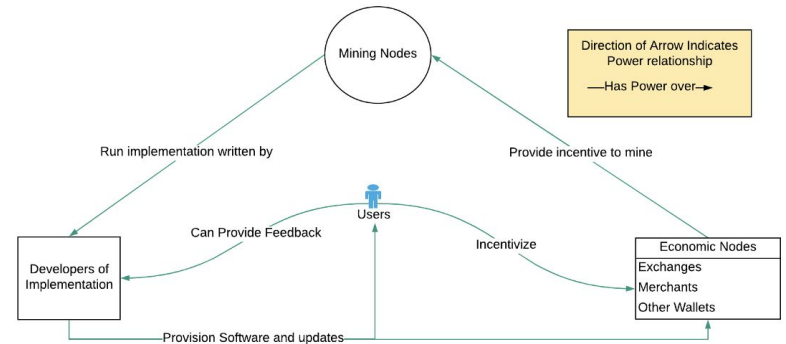 Mining Nodes
Direction of Arrow Indicates
Power relationship
Has Power over
Run implementation written by
Provide incentive to mine
Users
Can Provide Feedback
Incentivize
Developers of
Implementation
Economic Nodes
Exchanges
Merchants
Other Wallets
Provision Software and updates